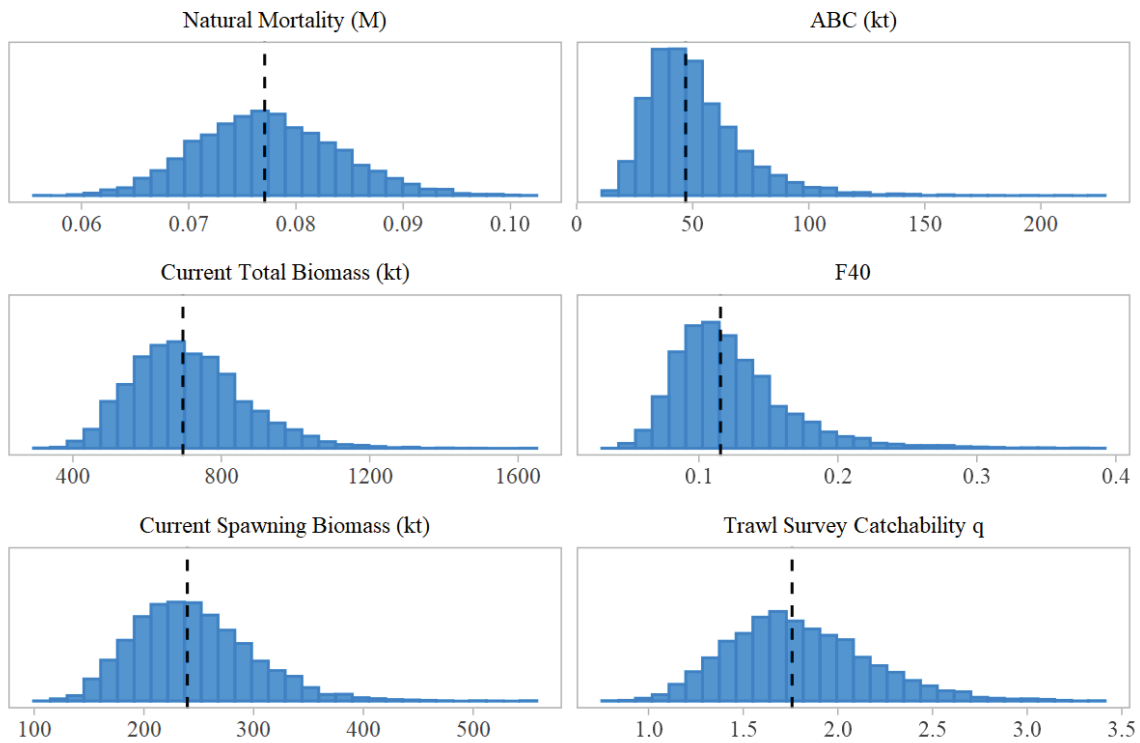 Natural Mortality (M)
0.06 0.07 0.08 0.09 0.10
ABC (kt)
0 50 100 150 200
Current Total Biomass (kt)
400 800 1200 1600
F40
0.1 0.2 0.3 0.4
Current Spawning Biomass (kt)
100 200 300 400 500
Trawl Survey Catchability q
1.0 1.5 2.0 2.5 3.0 3.5